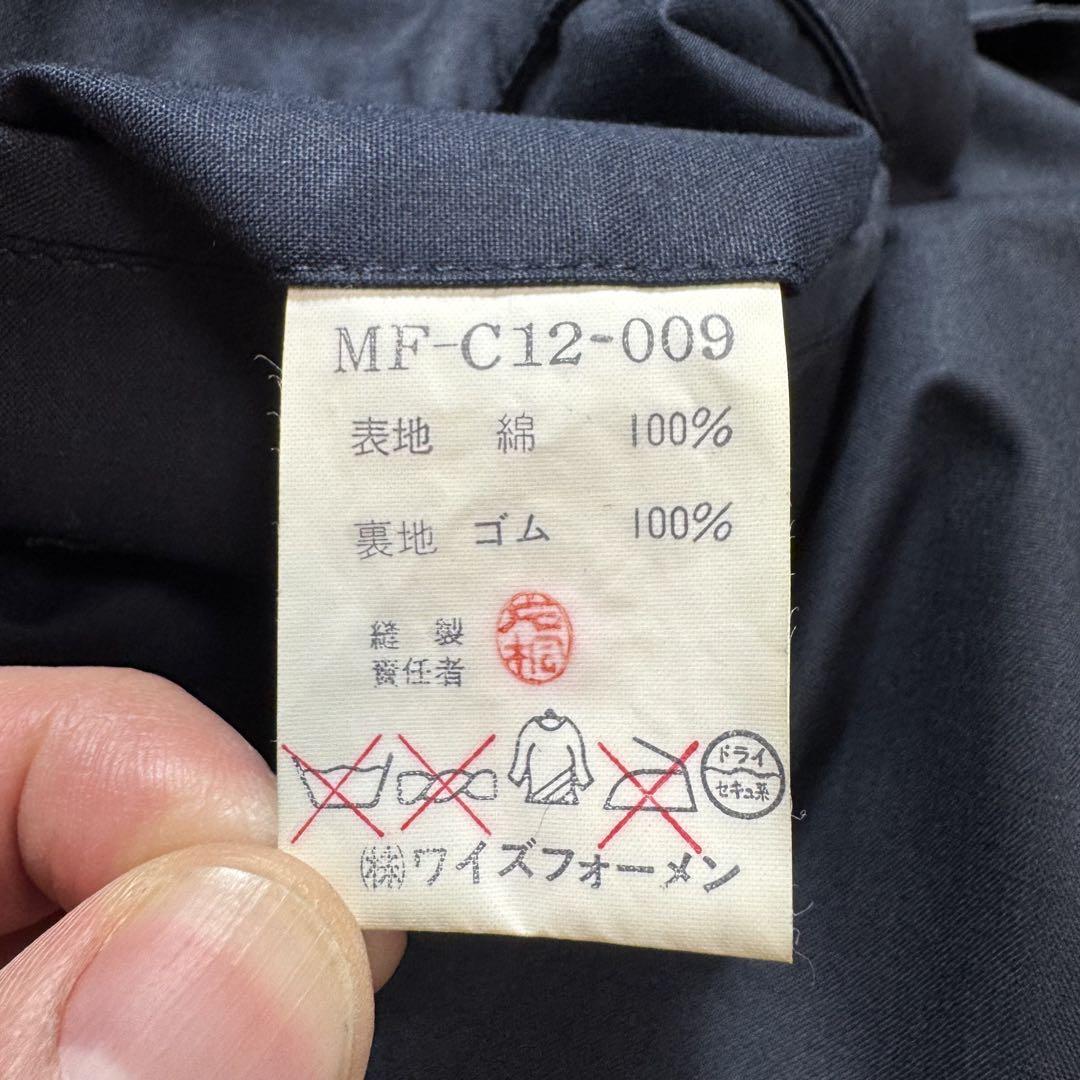 MF-C12-009
表地 綿 100%
裏地 ゴム 100%
縫製
責任者
ドライ
セキュ系
㈱ワイズフォーメン